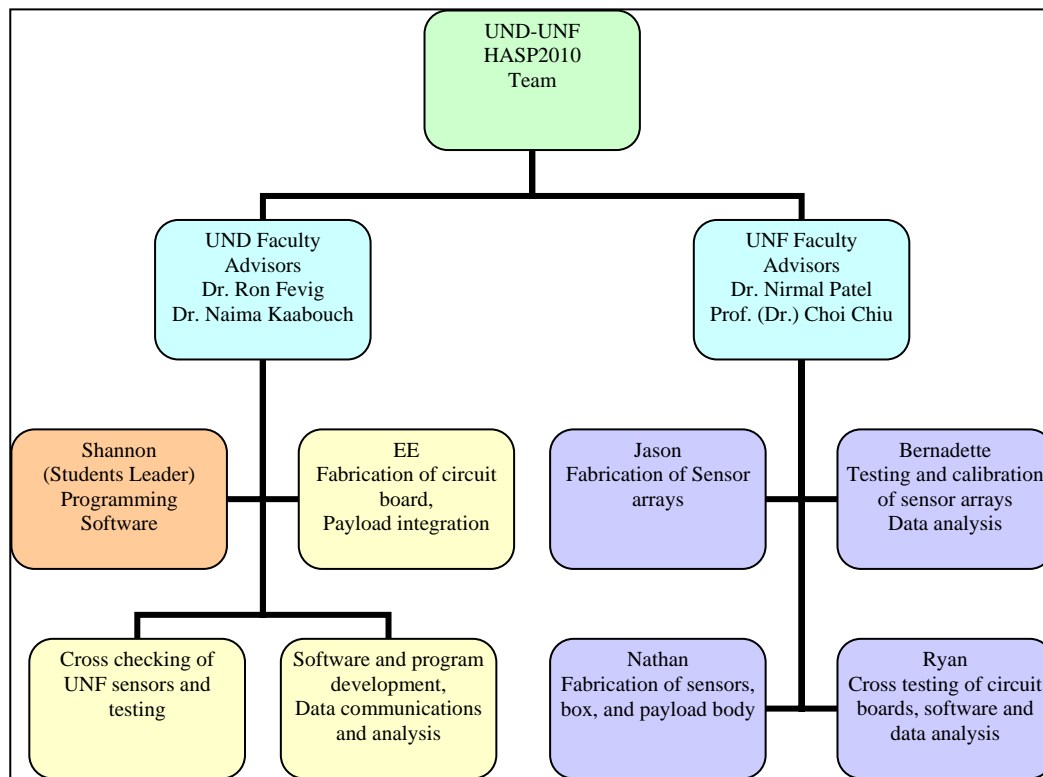 UND-UNF
HASP2010
Team
UND Faculty
Advisors
Dr. Ron Fevig
Dr. Naima Kaabouch
UNF Faculty
Advisors
Dr. Nirmal Patel
Prof. (Dr.) Choi Chiu
Shannon
(Students Leader)
Programming
Software
EE
Fabrication of circuit
board,
Payload integration
Jason
Fabrication of Sensor
arrays
Bernadette
Testing and calibration
of sensor arrays
Data analysis
Cross checking of
UNF sensors and
testing
Software and program
development,
Data communications
and analysis
Nathan
Fabrication of sensors,
box, and payload body
Ryan
Cross testing of circuit
boards, software and
data analysis